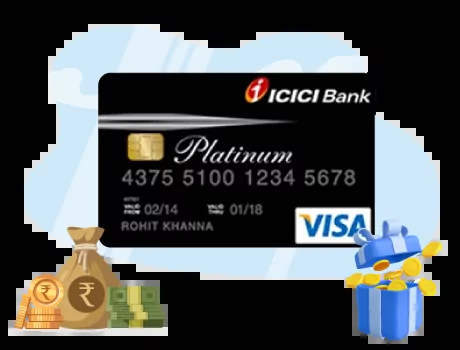 ICICI Bank
Platinum
4375 5100 1234 5678
VALID FROM 02/14 VALID THRU 01/18
ROHIT KHANNA
VISA
₹ ₹